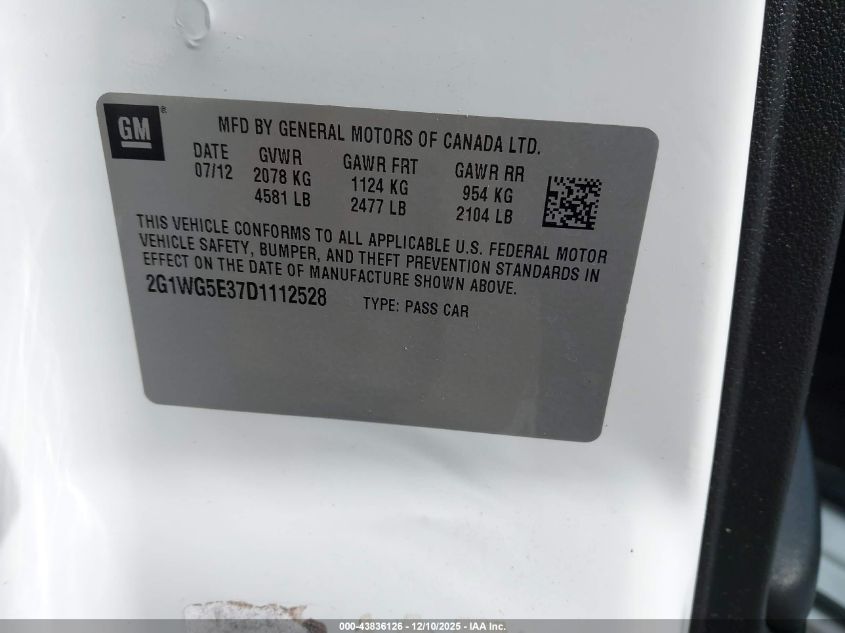 GM®
MFD BY GENERAL MOTORS OF CANADA LTD.
DATE GVWR GAWR FRT GAWR RR
07/12 2078 KG 1124 KG 954 KG
4581 LB 2477 LB 2104 LB
THIS VEHICLE CONFORMS TO ALL APPLICABLE U.S. FEDERAL MOTOR
VEHICLE SAFETY, BUMPER, AND THEFT PREVENTION STANDARDS IN
EFFECT ON THE DATE OF MANUFACTURE SHOWN ABOVE.
2G1WG5E37D1112528 TYPE: PASS CAR
000-43836126 - 12/10/2025 - IAA Inc.